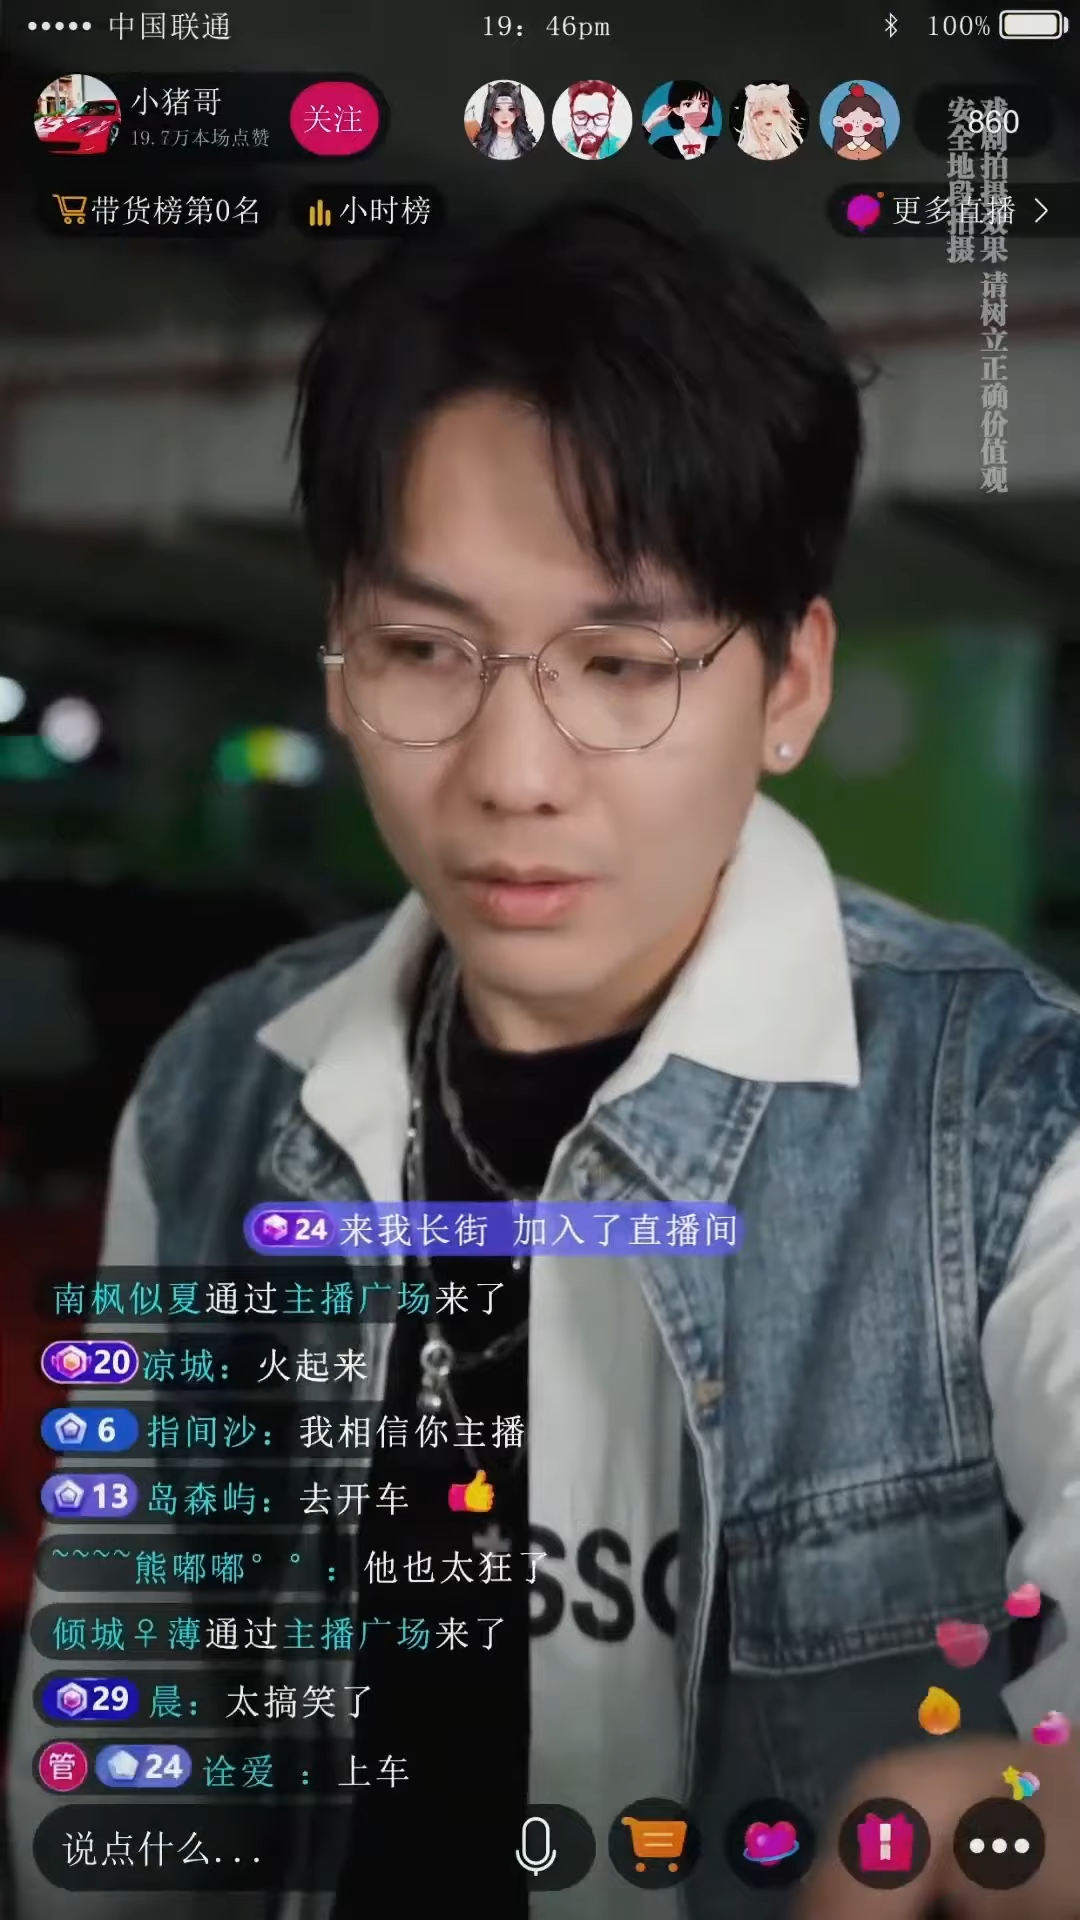 中国联通
19：46pm
100%
小猪哥
19.7万本场点赞
关注
860
带货榜第0名
小时榜
更多直播
戏剧拍摄效果 请树立正确价值观
安全地段拍摄
24 来我长街 加入了直播间
南枫似夏通过主播广场来了
20 凉城：火起来
6 指间沙：我相信你主播
13 岛森屿：去开车
~~~~熊嘟嘟°°：他也太狂了
SSO
倾城♀薄通过主播广场来了
29 晨：太搞笑了
管 24 诠爱：上车
说点什么...